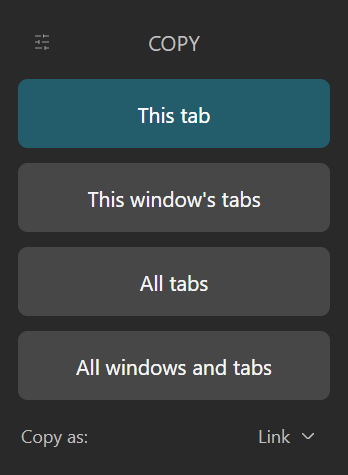 COPY
This tab
This window's tabs
All tabs
All windows and tabs
Copy as: Link